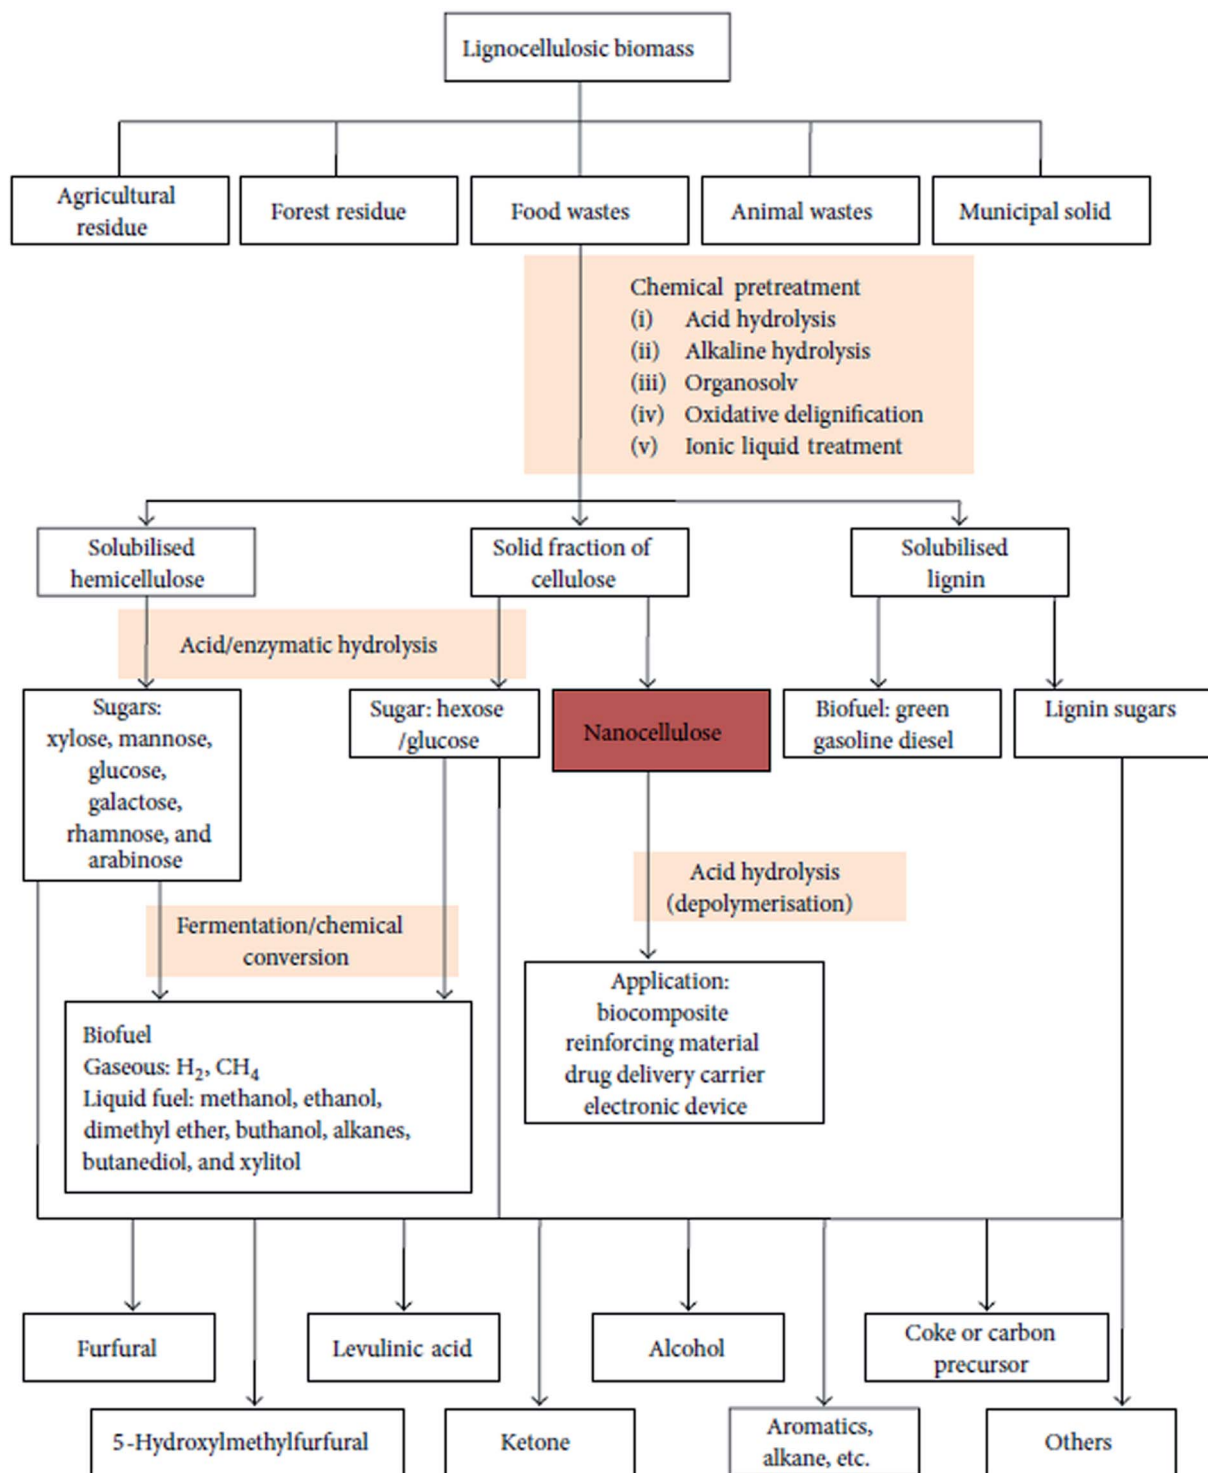 Lignocellulosic biomass
Agricultural
residue
Forest residue
Food wastes
Animal wastes
Municipal solid
Chemical pretreatment
(i) Acid hydrolysis
(ii) Alkaline hydrolysis
(iii) Organosolv
(iv) Oxidative delignification
(v) Ionic liquid treatment
Solubilised
hemicellulose
Solid fraction of
cellulose
Solubilised
lignin
Acid/enzymatic hydrolysis
Sugars:
xylose, mannose,
glucose,
galactose,
rhamnose, and
arabinose
Sugar: hexose
/glucose
Nanocellulose
Biofuel: green
gasoline diesel
Lignin sugars
Acid hydrolysis
(depolymerisation)
Fermentation/chemical
conversion
Application:
biocomposite
reinforcing material
drug delivery carrier
electronic device
Biofuel
Gaseous: H₂, CH₄
Liquid fuel: methanol, ethanol,
dimethyl ether, buthanol, alkanes,
butanediol, and xylitol
Furfural
Levulinic acid
Alcohol
Coke or carbon
precursor
5-Hydroxylmethylfurfural
Ketone
Aromatics,
alkane, etc.
Others